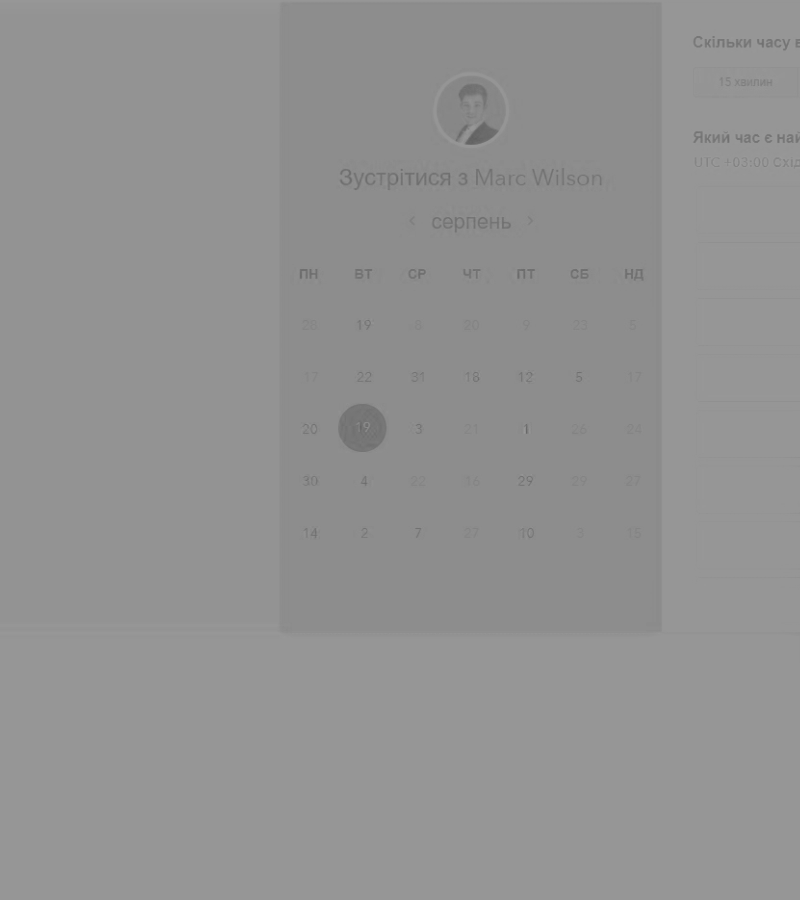 Скільки часу в
15 хвилин
Який час є най
UTC +03:00 Схід
Зустрітися з Marc Wilson
серпень
ПН ВТ СР ЧТ ПТ СБ НД
28 19 8 20 9 23 5
17 22 31 18 12 5 17
20 19 3 21 1 26 24
30 4 22 16 29 29 27
14 2 7 27 10 3 15